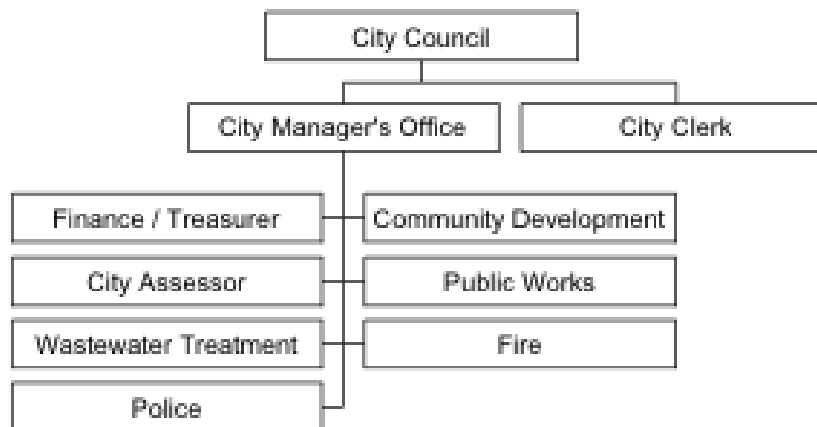 City Council
City Manager's Office
City Clerk
Finance / Treasurer
Community Development
City Assessor
Public Works
Wastewater Treatment
Fire
Police